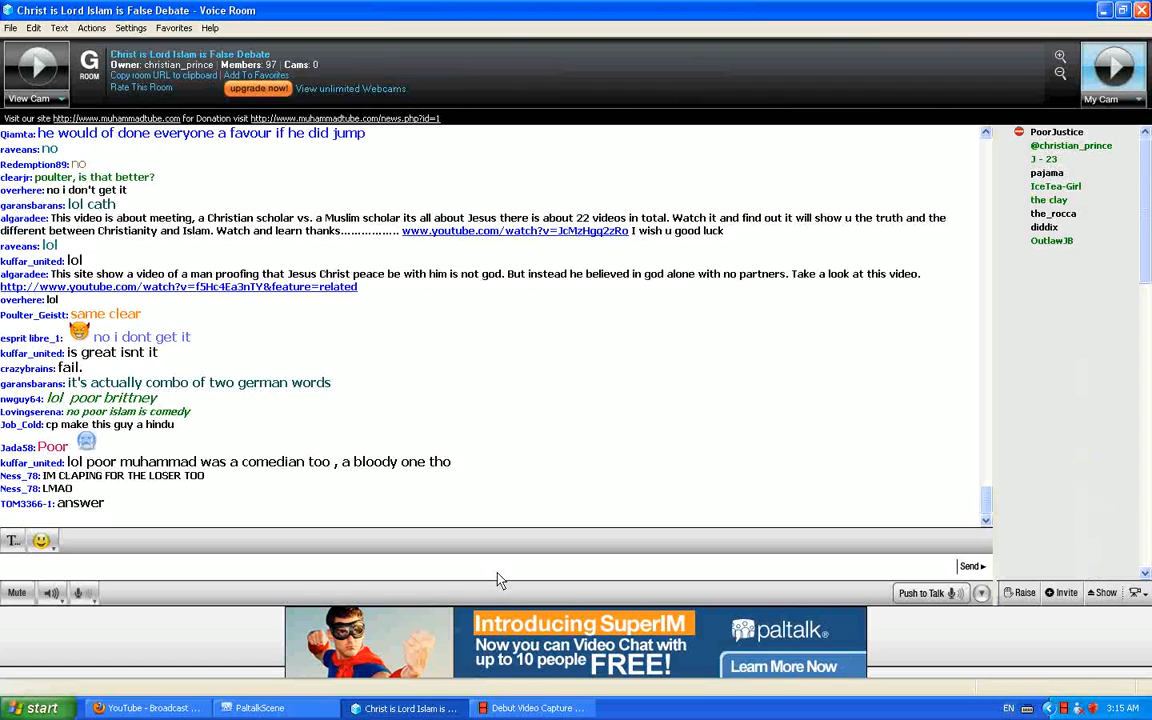 Christ is Lord Islam is False Debate - Voice Room
File Edit Text Actions Settings Favorites Help
Christ is Lord Islam is False Debate
G
ROOM
Owner: christian_prince | Members: 97 | Cams: 0
Copy room URL to clipboard | Add To Favorites
Rate This Room
upgrade now! View unlimited Webcams.
View Cam
My Cam
Visit our site http://www.muhammadtube.com for Donation visit http://www.muhammadtube.com/news.php?id=1
Qiamta: he would of done everyone a favour if he did jump
raveans: no
Redemption89: no
clearjr: poulter, is that better?
overhere: no i don't get it
garansbarans: lol cath
algaradee: This video is about meeting, a Christian scholar vs. a Muslim scholar its all about Jesus there is about 22 videos in total. Watch it and find out it will show u the truth and the
different between Christianity and Islam. Watch and learn thanks................ www.youtube.com/watch?v=JcMzHgq2zRo I wish u good luck
raveans: lol
kuffar_united: lol
algaradee: This site show a video of a man proofing that Jesus Christ peace be with him is not god. But instead he believed in god alone with no partners. Take a look at this video.
http://www.youtube.com/watch?v=f5Hc4Ea3nTY&feature=related
overhere: lol
Poulter_Geistt: same clear
esprit libre_1: no i dont get it
kuffar_united: is great isnt it
crazybrains: fail.
garansbarans: it's actually combo of two german words
nwguy64: lol poor brittney
Lovingserena: no poor islam is comedy
Job_Cold: cp make this guy a hindu
Jada58: Poor
kuffar_united: lol poor muhammad was a comedian too , a bloody one tho
Ness_78: IM CLAPING FOR THE LOSER TOO
Ness_78: LMAO
TOM3366-1: answer
PoorJustice
@christian_prince
J - 23
pajama
IceTea-Girl
the clay
the_rocca
diddix
OutlawJB
T...
Send
Mute
Push to Talk
Raise Invite Show
Introducing SuperIM
Now you can Video Chat with
up to 10 people FREE!
paltalk®
Learn More Now
start
YouTube - Broadcast ...
PaltalkScene
Christ is Lord Islam is ...
Debut Video Capture ...
EN
3:15 AM